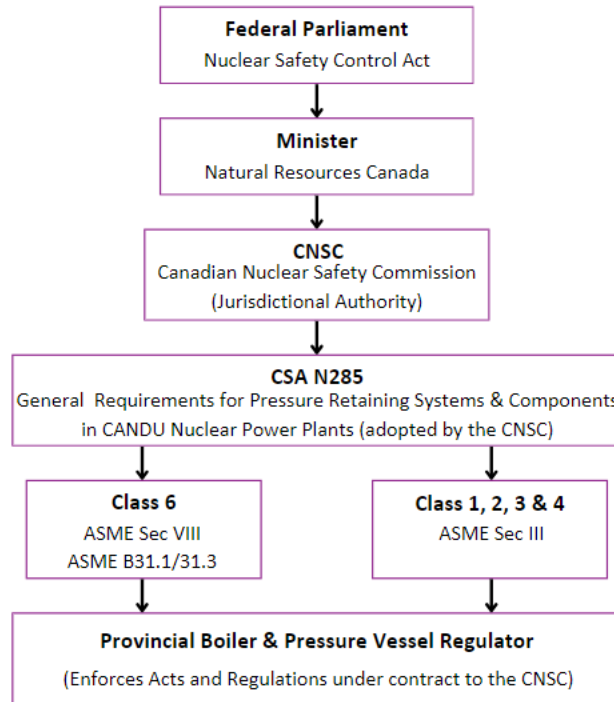 Federal Parliament
Nuclear Safety Control Act
Minister
Natural Resources Canada
CNSC
Canadian Nuclear Safety Commission
(Jurisdictional Authority)
CSA N285
General Requirements for Pressure Retaining Systems & Components
in CANDU Nuclear Power Plants (adopted by the CNSC)
Class 6
ASME Sec VIII
ASME B31.1/31.3
Class 1, 2, 3 & 4
ASME Sec III
Provincial Boiler & Pressure Vessel Regulator
(Enforces Acts and Regulations under contract to the CNSC)